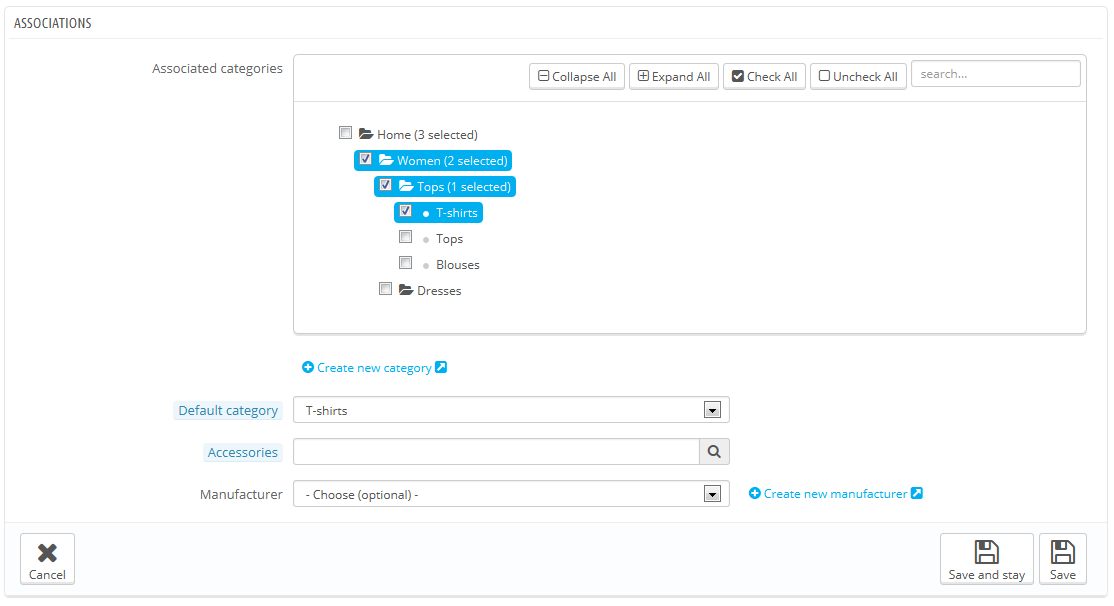 ASSOCIATIONS
Associated categories
Collapse All Expand All Check All Uncheck All search...
Home (3 selected)
Women (2 selected)
Tops (1 selected)
T-shirts
Tops
Blouses
Dresses
Create new category
Default category T-shirts
Accessories
Manufacturer - Choose (optional) - Create new manufacturer
Cancel Save and stay Save